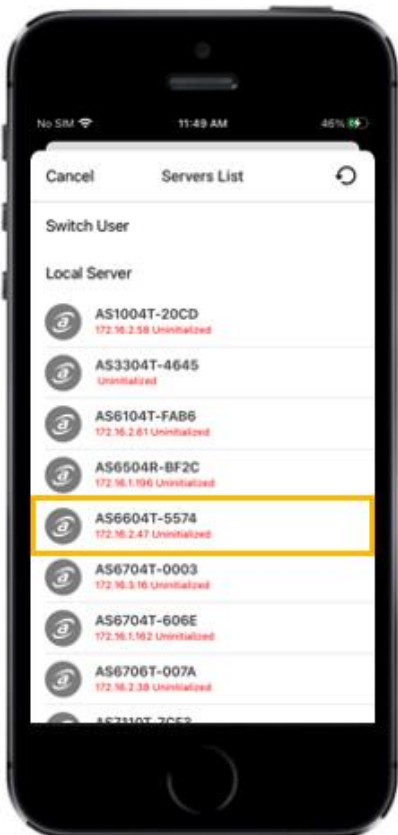 No SIM 11:49 AM 46%
Cancel Servers List
Switch User
Local Server
AS1004T-20CD
172.16.2.58 Uninitialized
AS3304T-4645
Uninitialized
AS6104T-FAB6
172.16.2.61 Uninitialized
AS6504R-BF2C
172.16.1.196 Uninitialized
AS6604T-5574
172.16.2.47 Uninitialized
AS6704T-0003
172.16.3.16 Uninitialized
AS6704T-606E
172.16.1.162 Uninitialized
AS6706T-007A
172.16.2.38 Uninitialized